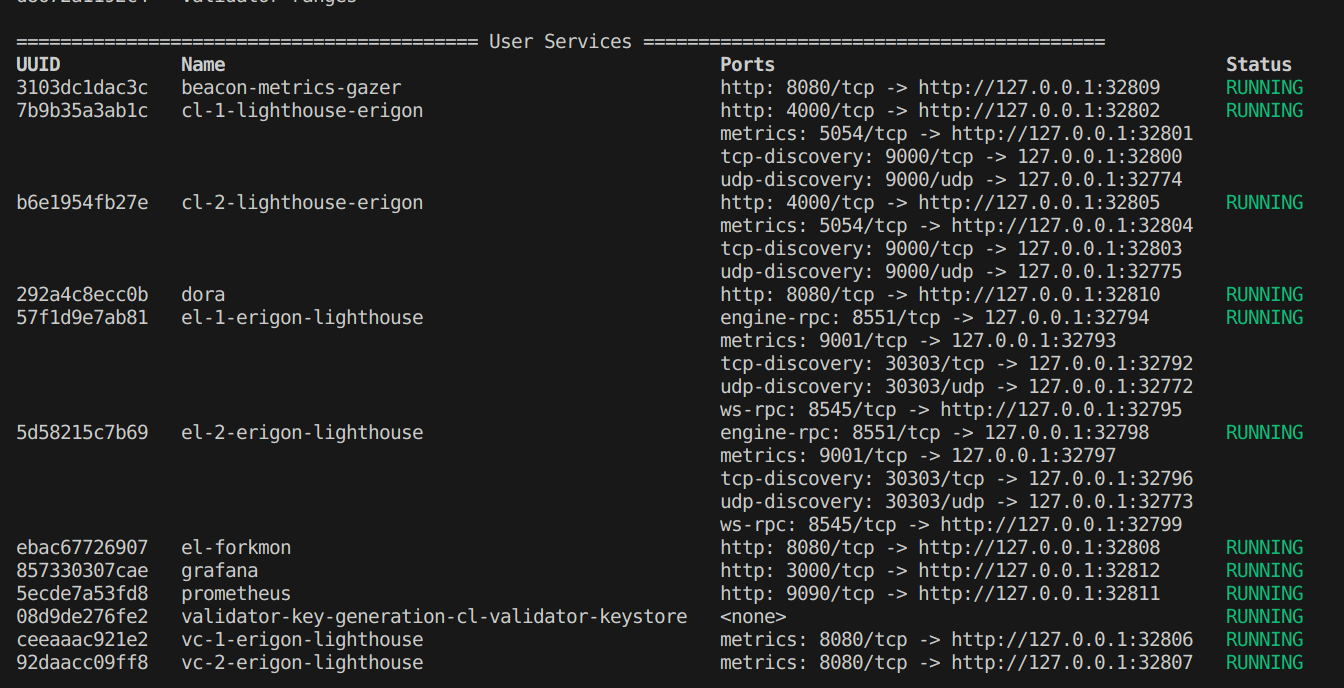 ========================================== User Services ==========================================
UUID Name Ports Status
3103dc1dac3c beacon-metrics-gazer http: 8080/tcp -> http://127.0.0.1:32809 RUNNING
7b9b35a3ab1c cl-1-lighthouse-erigon http: 4000/tcp -> http://127.0.0.1:32802 RUNNING
metrics: 5054/tcp -> http://127.0.0.1:32801
tcp-discovery: 9000/tcp -> 127.0.0.1:32800
udp-discovery: 9000/udp -> 127.0.0.1:32774
b6e1954fb27e cl-2-lighthouse-erigon http: 4000/tcp -> http://127.0.0.1:32805 RUNNING
metrics: 5054/tcp -> http://127.0.0.1:32804
tcp-discovery: 9000/tcp -> 127.0.0.1:32803
udp-discovery: 9000/udp -> 127.0.0.1:32775
292a4c8ecc0b dora http: 8080/tcp -> http://127.0.0.1:32810 RUNNING
57f1d9e7ab81 el-1-erigon-lighthouse engine-rpc: 8551/tcp -> 127.0.0.1:32794 RUNNING
metrics: 9001/tcp -> 127.0.0.1:32793
tcp-discovery: 30303/tcp -> 127.0.0.1:32792
udp-discovery: 30303/udp -> 127.0.0.1:32772
ws-rpc: 8545/tcp -> http://127.0.0.1:32795
5d58215c7b69 el-2-erigon-lighthouse engine-rpc: 8551/tcp -> 127.0.0.1:32798 RUNNING
metrics: 9001/tcp -> 127.0.0.1:32797
tcp-discovery: 30303/tcp -> 127.0.0.1:32796
udp-discovery: 30303/udp -> 127.0.0.1:32773
ws-rpc: 8545/tcp -> http://127.0.0.1:32799
ebac67726907 el-forkmon http: 8080/tcp -> http://127.0.0.1:32808 RUNNING
857330307cae grafana http: 3000/tcp -> http://127.0.0.1:32812 RUNNING
5ecde7a53fd8 prometheus http: 9090/tcp -> http://127.0.0.1:32811 RUNNING
08d9de276fe2 validator-key-generation-cl-validator-keystore <none> RUNNING
ceeaaac921e2 vc-1-erigon-lighthouse metrics: 8080/tcp -> http://127.0.0.1:32806 RUNNING
92daacc09ff8 vc-2-erigon-lighthouse metrics: 8080/tcp -> http://127.0.0.1:32807 RUNNING